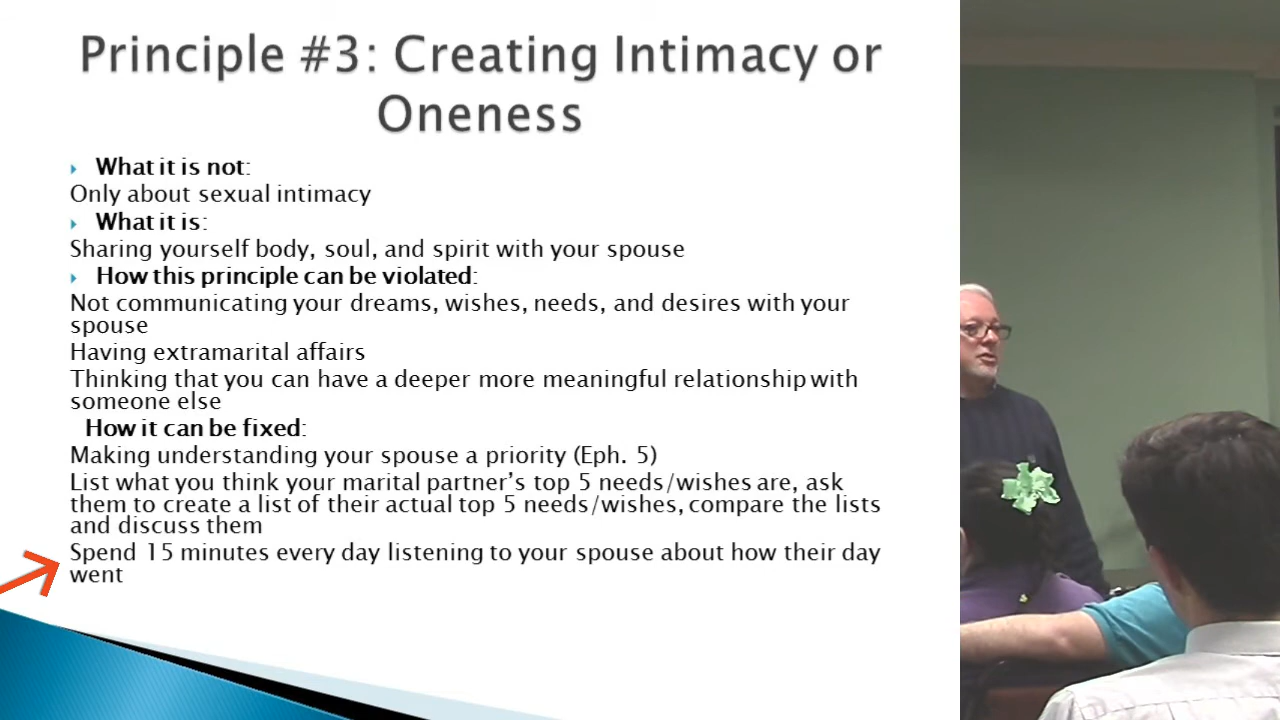 Principle #3: Creating Intimacy or
Oneness
What it is not:
Only about sexual intimacy
What it is:
Sharing yourself body, soul, and spirit with your spouse
How this principle can be violated:
Not communicating your dreams, wishes, needs, and desires with your
spouse
Having extramarital affairs
Thinking that you can have a deeper more meaningful relationship with
someone else
How it can be fixed:
Making understanding your spouse a priority (Eph. 5)
List what you think your marital partner’s top 5 needs/wishes are, ask
them to create a list of their actual top 5 needs/wishes, compare the lists
and discuss them
Spend 15 minutes every day listening to your spouse about how their day
went